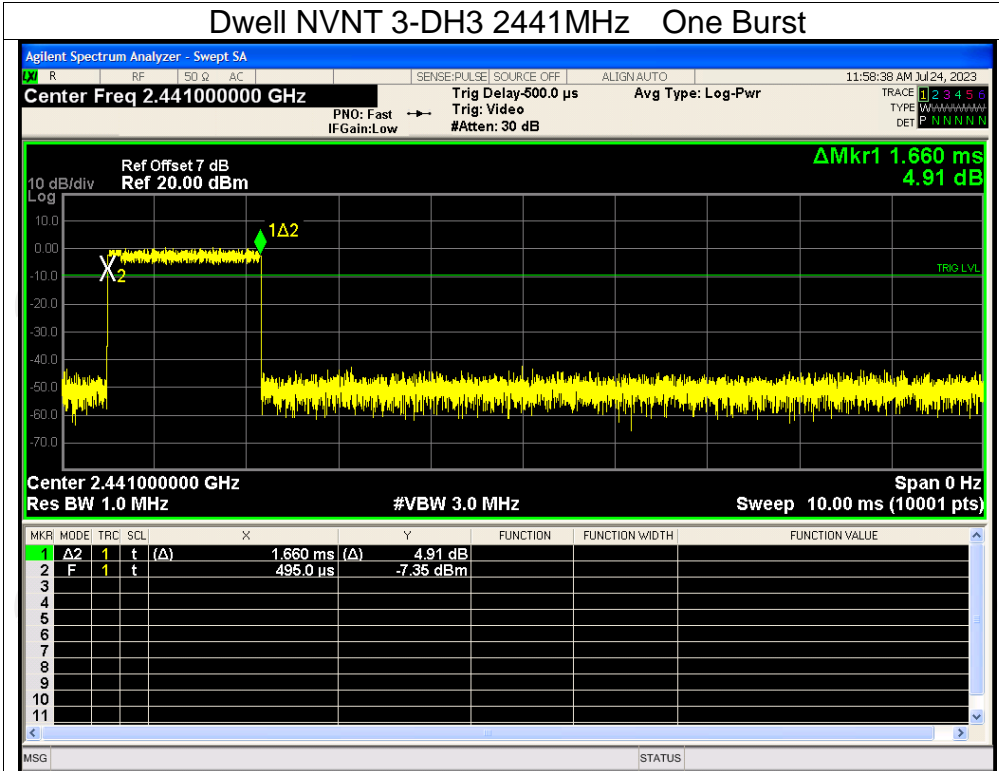 Dwell NVNT 3-DH3 2441MHz One Burst
Agilent Spectrum Analyzer - Swept SA
LXI R RF 50 Ω AC SENSE:PULSE SOURCE OFF ALIGN AUTO 11:58:38 AM Jul 24, 2023
Center Freq 2.441000000 GHz Trig Delay-500.0 µs Avg Type: Log-Pwr TRACE 1 2 3 4 5 6
PNO: Fast Trig: Video TYPE WWWWWW
IFGain:Low #Atten: 30 dB DET P N N N N N
ΔMkr1 1.660 ms
4.91 dB
Ref Offset 7 dB
10 dB/div Ref 20.00 dBm
Log
10.0
1Δ2
0.00
2
TRIG LVL
-10.0
-20.0
-30.0
-40.0
-50.0
-60.0
-70.0
Center 2.441000000 GHz Span 0 Hz
Res BW 1.0 MHz #VBW 3.0 MHz Sweep 10.00 ms (10001 pts)
MKR MODE TRC SCL X Y FUNCTION FUNCTION WIDTH FUNCTION VALUE
1 Δ2 1 t (Δ) 1.660 ms (Δ) 4.91 dB
2 F 1 t 495.0 µs -7.35 dBm
3
4
5
6
7
8
9
10
11
MSG STATUS